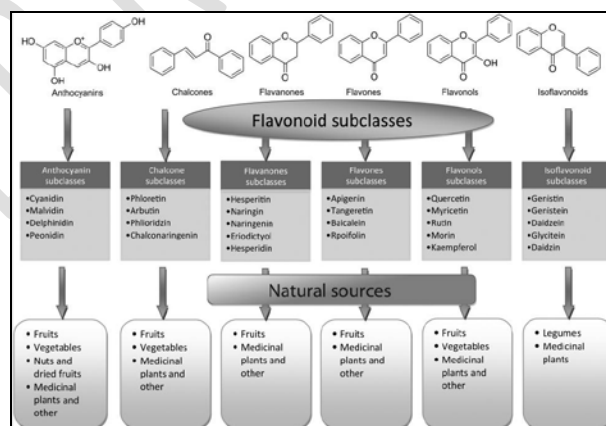 OH
HO
O+
OH
OH
Anthocyanins
O
Chalcones
O
O
Flavanones
O
O
Flavones
O
OH
O
Flavonols
O
O
Isoflavonoids
Flavonoid subclasses
Anthocyanin
subclasses
•Cyanidin
•Malvidin
•Delphinidin
•Peonidin
Chalcone
subclasses
•Phloretin
•Arbutin
•Phlioridzin
•Chalconaringenin
Flavanones
subclasses
•Hesperitin
•Naringin
•Naringenin
•Eriodictyol
•Hesperidin
Flavones
subclasses
•Apigenin
•Tangeretin
•Baicalein
•Rpoifolin
Flavonols
subclasses
•Quercetin
•Myricetin
•Rutin
•Morin
•Kaempferol
Isoflavonoid
subclasses
•Genistin
•Genistein
•Daidzein
•Glycitein
•Daidzin
Natural sources
• Fruits
• Vegetables
• Nuts and
dried fruits
• Medicinal
plants and
other
• Fruits
• Vegetables
• Medicinal
plants and
other
• Fruits
• Medicinal
plants and
other
• Fruits
• Medicinal
plants and
other
• Fruits
• Vegetables
• Medicinal
plants and
other
• Legumes
• Medicinal
plants